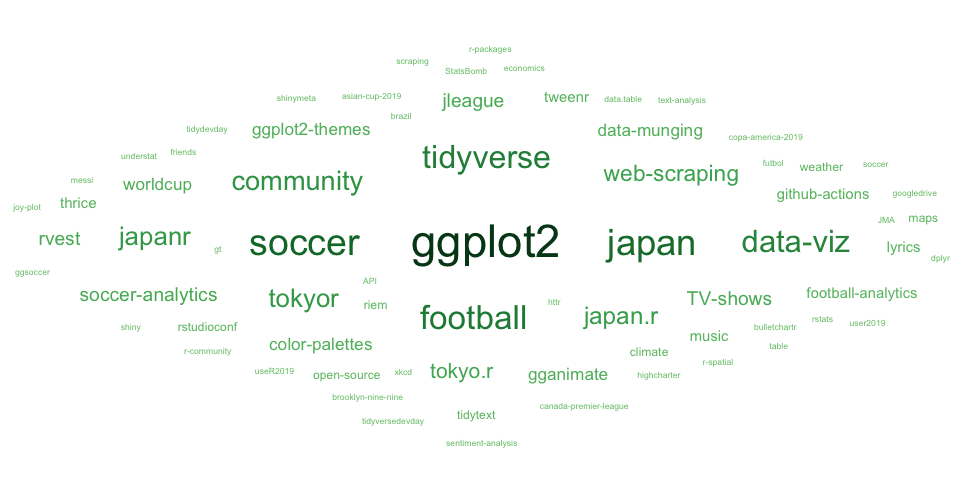 r-packages
scraping
StatsBomb
economics
shinymeta
asian-cup-2019
jleague
tweenr
data.table
text-analysis
brazil
tidydevday
ggplot2-themes
data-munging
copa-america-2019
understat
friends
tidyverse
web-scraping
futbol
weather
soccer
messi
worldcup
community
github-actions
googledrive
joy-plot
thrice
JMA
maps
rvest
japanr
gt
soccer
ggplot2
japan
data-viz
lyrics
dplyr
ggsoccer
API
soccer-analytics
tokyor
riem
httr
TV-shows
football-analytics
football
japan.r
shiny
rstudioconf
music
bulletchartr
rstats
user2019
r-community
color-palettes
climate
table
r-spatial
useR2019
open-source
xkcd
tokyo.r
gganimate
highcharter
brooklyn-nine-nine
canada-premier-league
tidyversedevday
tidytext
sentiment-analysis